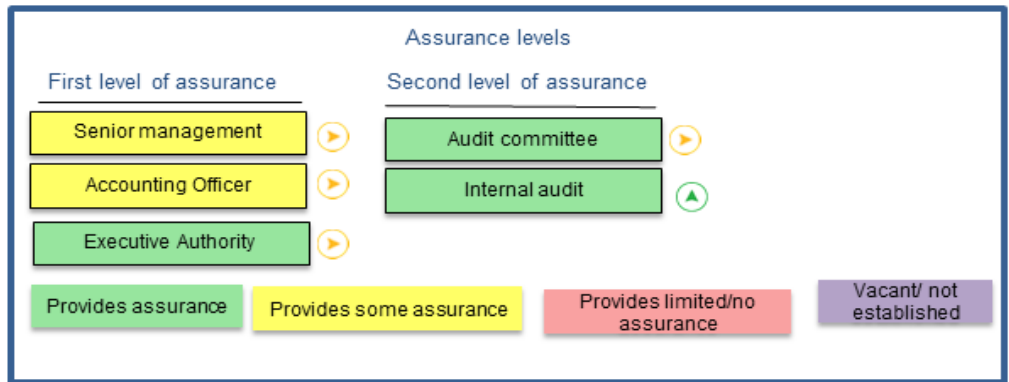 Assurance levels
First level of assurance
Second level of assurance
Senior management
Audit committee
Accounting Officer
Internal audit
Executive Authority
Provides assurance
Provides some assurance
Provides limited/no
assurance
Vacant/ not
established